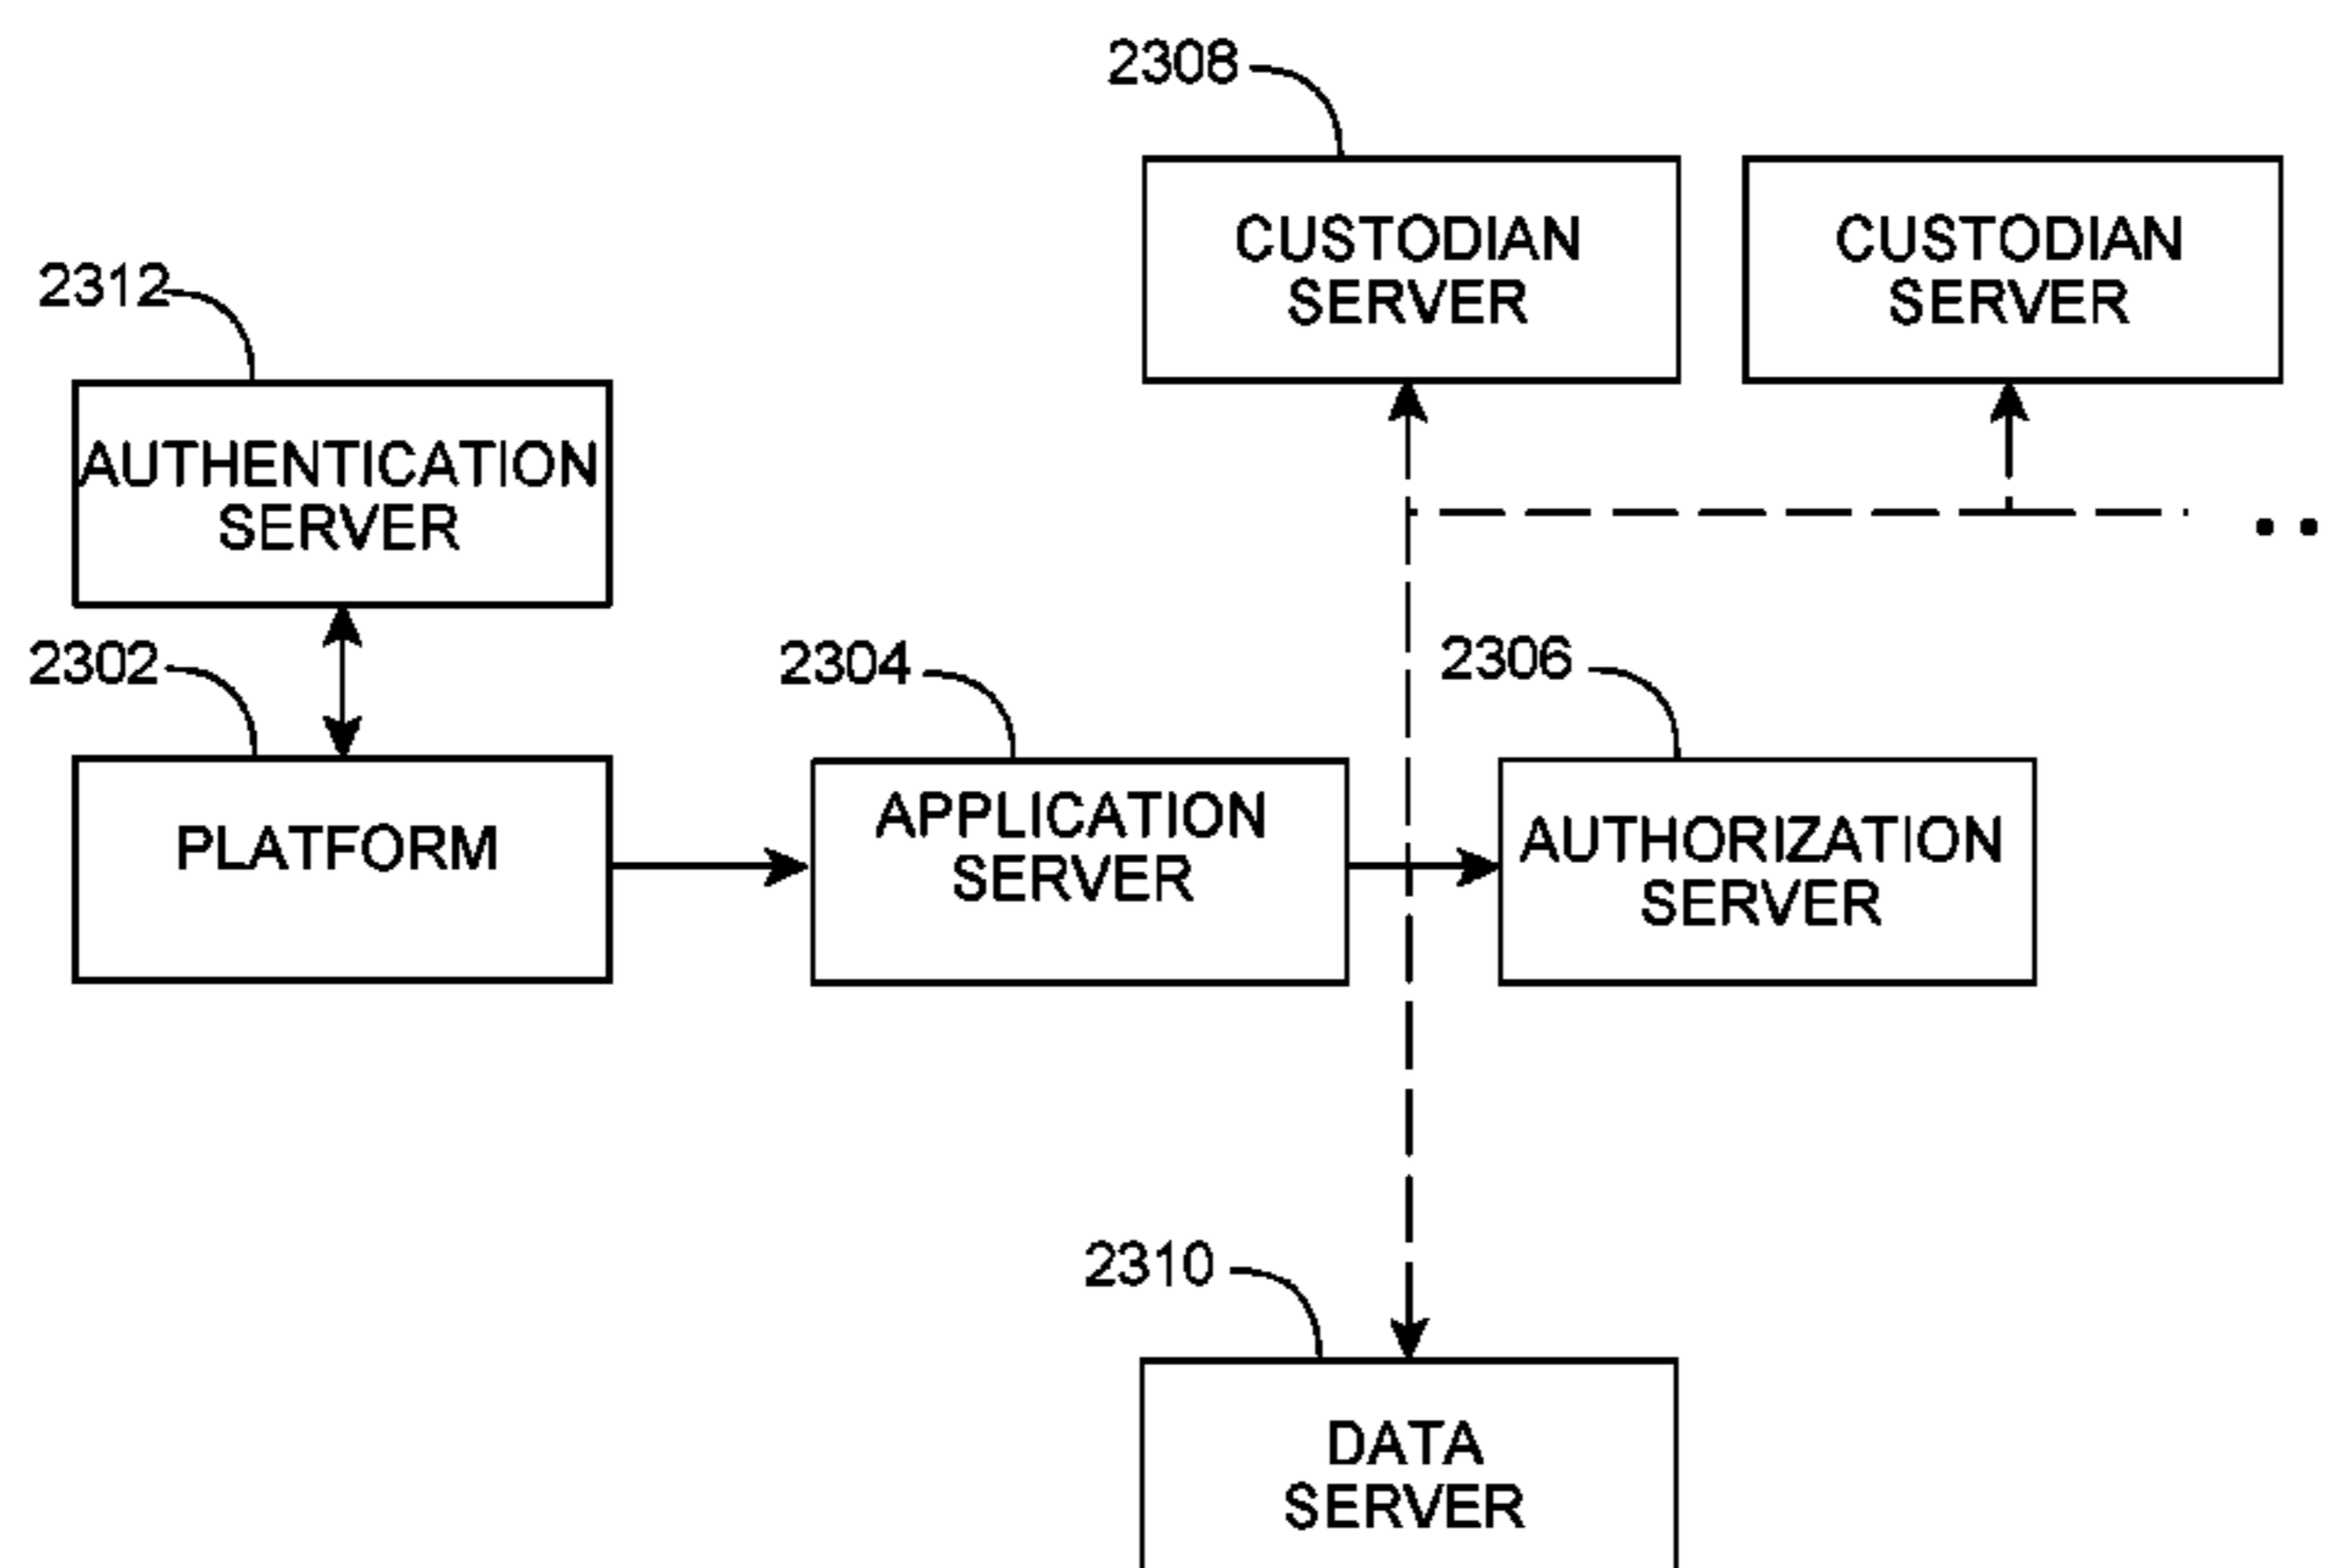 2308
CUSTODIAN
SERVER
CUSTODIAN
SERVER
2312
AUTHENTICATION
SERVER
2302
PLATFORM
2304
APPLICATION
SERVER
2306
AUTHORIZATION
SERVER
2310
DATA
SERVER